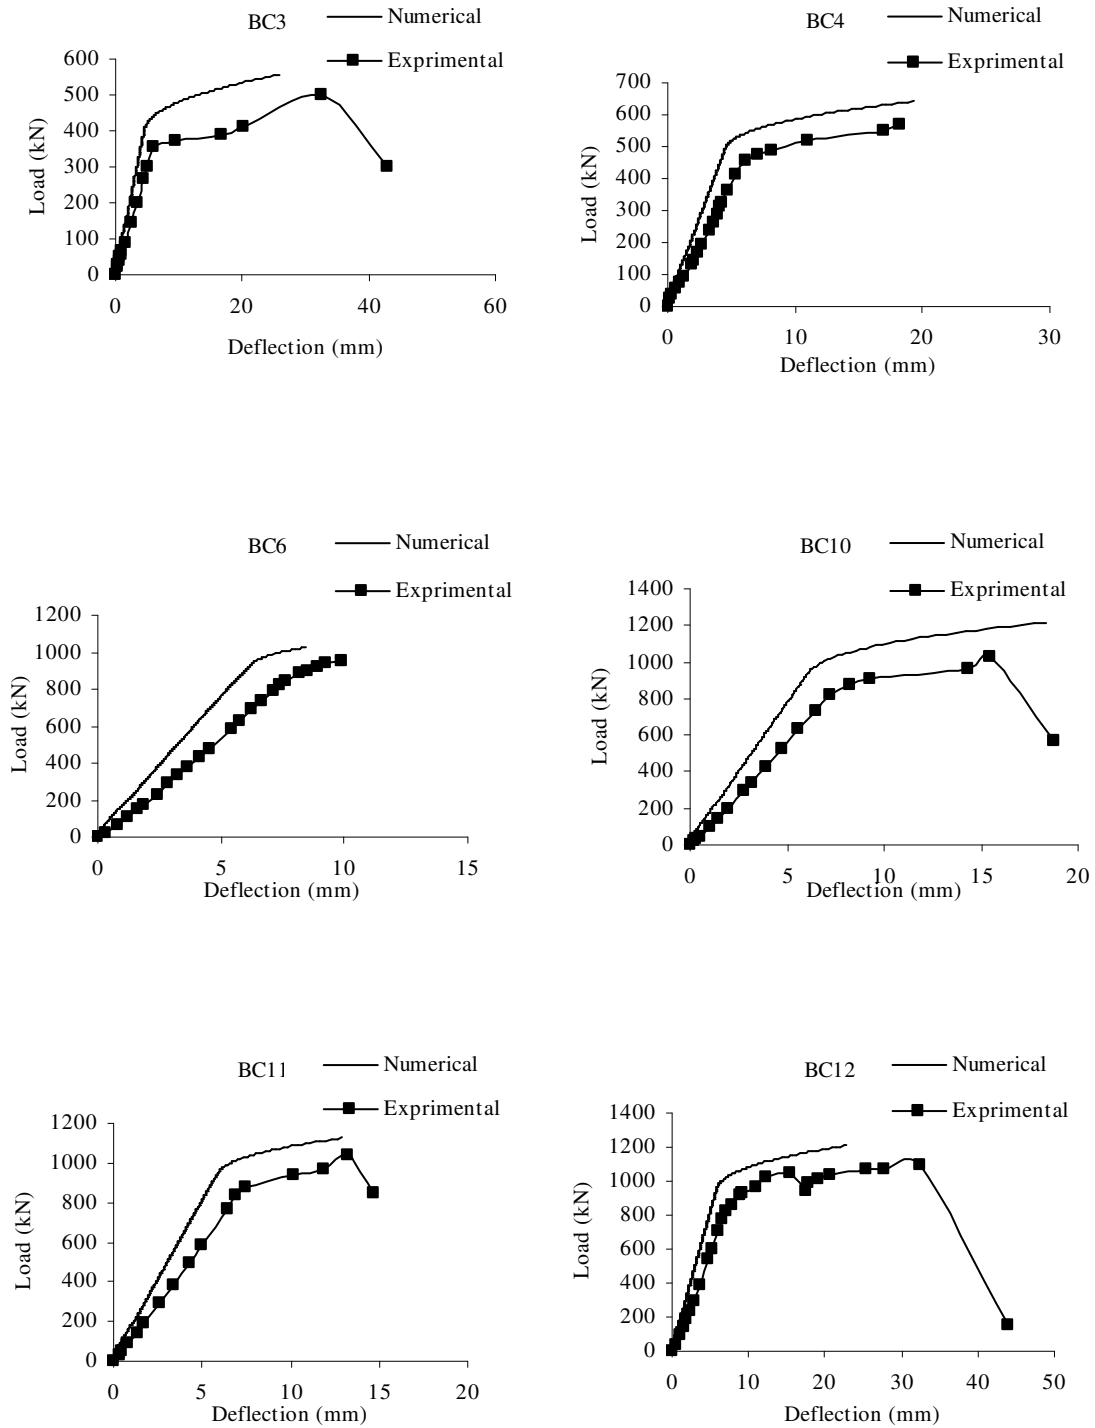 BC3
Numerical
Exprimental
600
500
400
300
200
100
0
0 20 40 60
Load (kN)
Deflection (mm)
BC4
Numerical
Exprimental
700
600
500
400
300
200
100
0
0 10 20 30
Load (kN)
Deflection (mm)
BC6
Numerical
Exprimental
1200
1000
800
600
400
200
0
0 5 10 15
Load (kN)
Deflection (mm)
BC10
Numerical
Exprimental
1400
1200
1000
800
600
400
200
0
0 5 10 15 20
Load (kN)
Deflection (mm)
BC11
Numerical
Exprimental
1200
1000
800
600
400
200
0
0 5 10 15 20
Load (kN)
Deflection (mm)
BC12
Numerical
Exprimental
1400
1200
1000
800
600
400
200
0
0 10 20 30 40 50
Load (kN)
Deflection (mm)